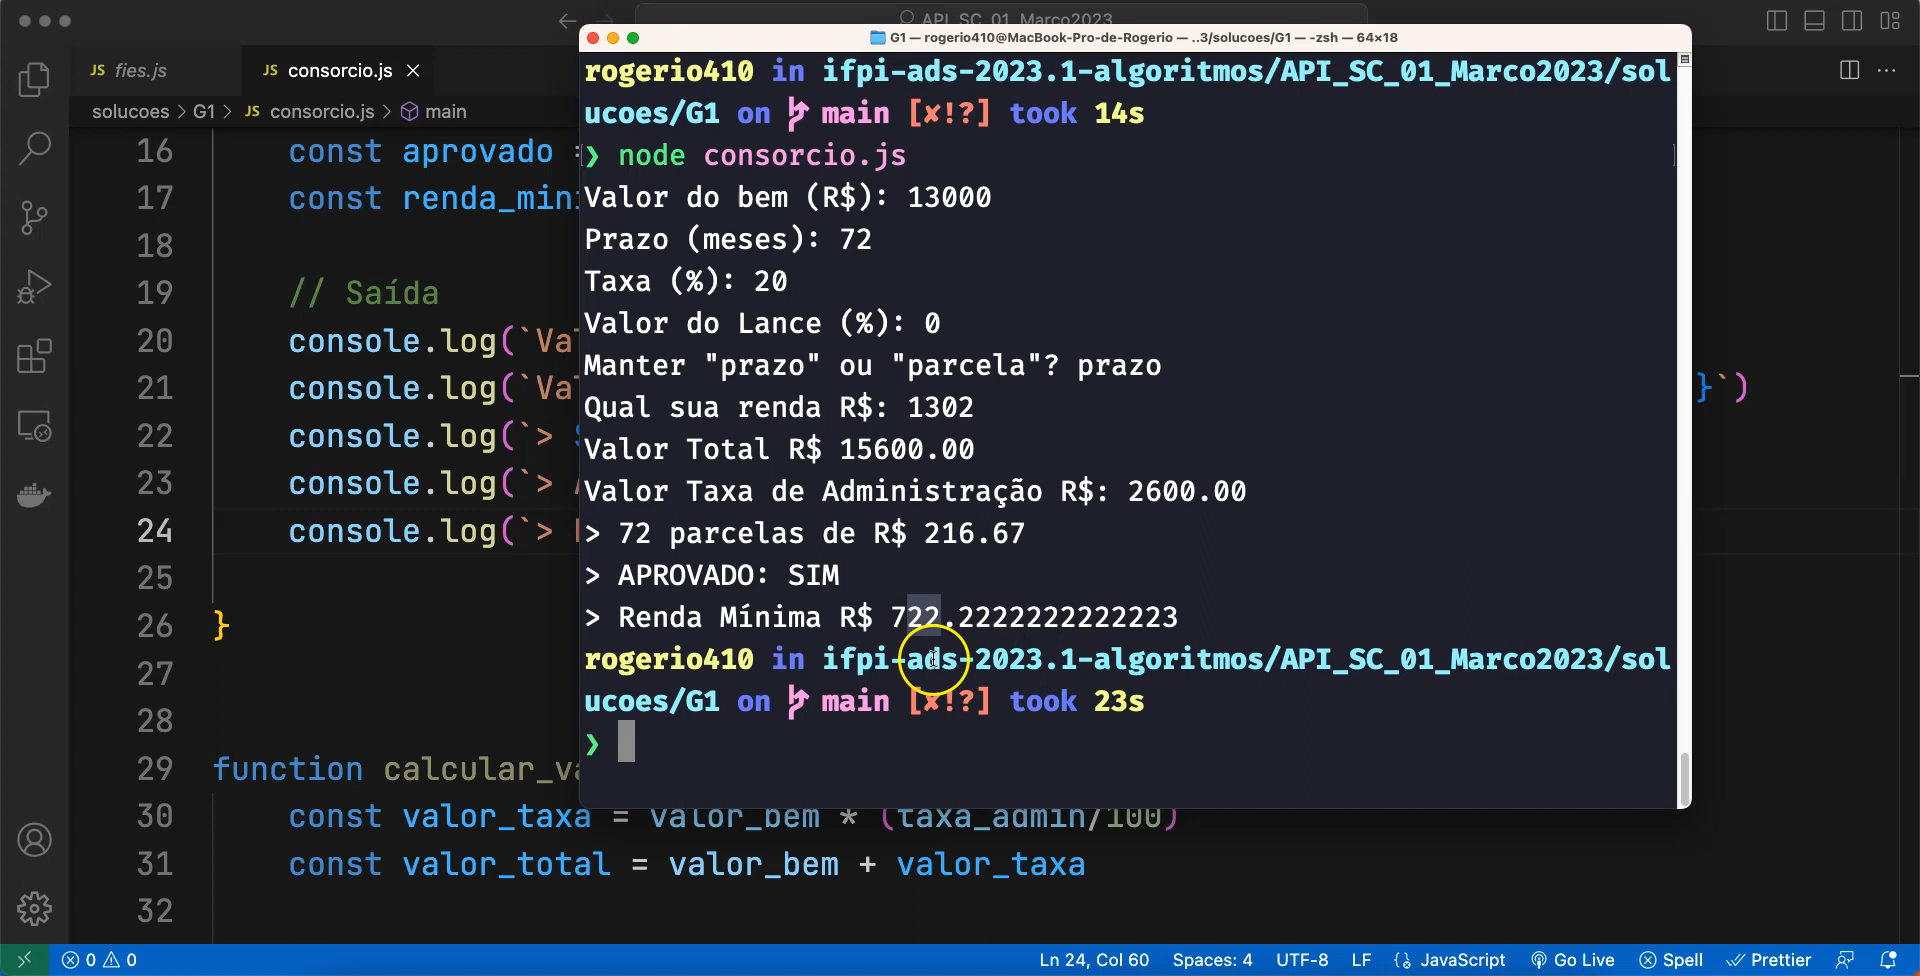 API_SC_01_Marco2023
JS fies.js
JS consorcio.js
solucoes > G1 > JS consorcio.js > main
16 const aprovado
17 const renda_mini
18
19 // Saída
20 console.log(`Va
21 console.log(`Va }`)
22 console.log(`>
23 console.log(`>
24 console.log(`>
25
26 }
27
28
29 function calcular_va
30 const valor_taxa = valor_bem * (taxa_admin/100)
31 const valor_total = valor_bem + valor_taxa
32
G1 — rogerio410@MacBook-Pro-de-Rogerio — ..3/solucoes/G1 — -zsh — 64×18
rogerio410 in ifpi-ads-2023.1-algoritmos/API_SC_01_Marco2023/sol
ucoes/G1 on main [✘!?] took 14s
❯ node consorcio.js
Valor do bem (R$): 13000
Prazo (meses): 72
Taxa (%): 20
Valor do Lance (%): 0
Manter "prazo" ou "parcela"? prazo
Qual sua renda R$: 1302
Valor Total R$ 15600.00
Valor Taxa de Administração R$: 2600.00
> 72 parcelas de R$ 216.67
> APROVADO: SIM
> Renda Mínima R$ 722.2222222222223
rogerio410 in ifpi-ads-2023.1-algoritmos/API_SC_01_Marco2023/sol
ucoes/G1 on main [✘!?] took 23s
❯
0 0 Ln 24, Col 60 Spaces: 4 UTF-8 LF JavaScript Go Live Spell Prettier